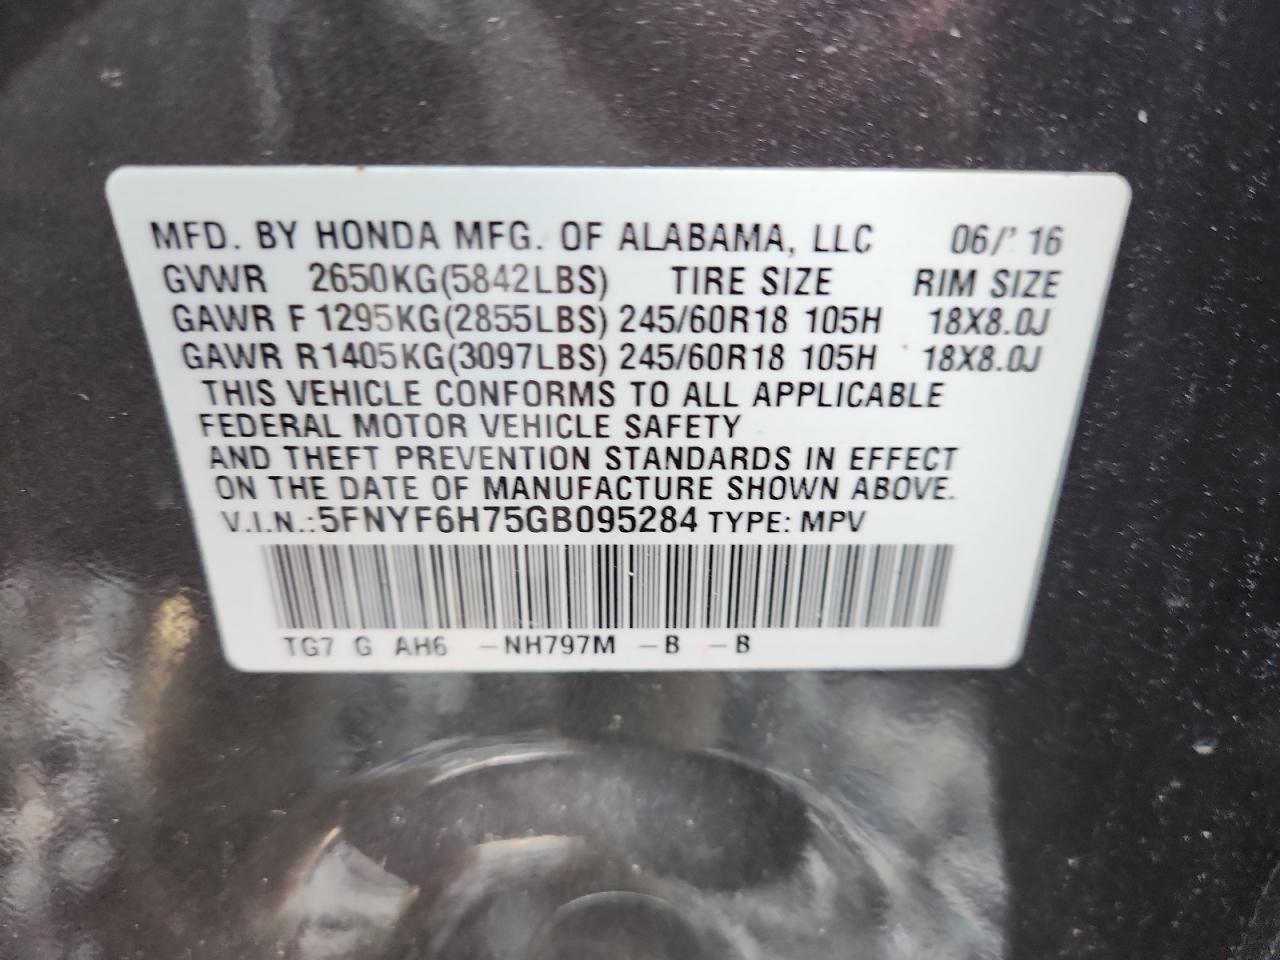 MFD. BY HONDA MFG. OF ALABAMA, LLC 06/'16
GVWR 2650KG(5842LBS) TIRE SIZE RIM SIZE
GAWR F 1295KG(2855LBS) 245/60R18 105H 18X8.0J
GAWR R1405KG(3097LBS) 245/60R18 105H 18X8.0J
THIS VEHICLE CONFORMS TO ALL APPLICABLE
FEDERAL MOTOR VEHICLE SAFETY
AND THEFT PREVENTION STANDARDS IN EFFECT
ON THE DATE OF MANUFACTURE SHOWN ABOVE.
V.I.N.:5FNYF6H75GB095284 TYPE: MPV
TG7 G AH6 -NH797M -B -B